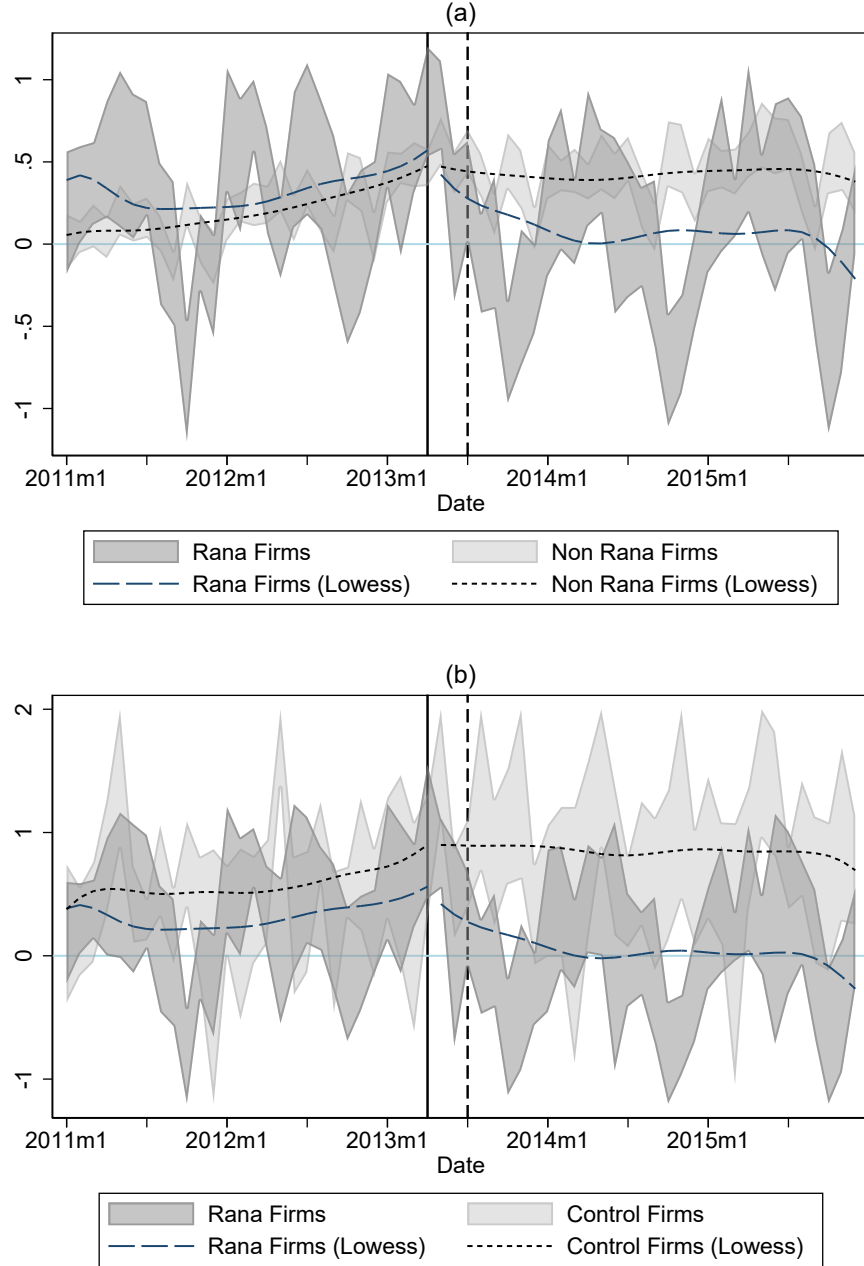 (a)
1
.5
0
-.5
-1
2011m1 2012m1 2013m1 2014m1 2015m1
Date
Rana Firms Non Rana Firms
Rana Firms (Lowess) Non Rana Firms (Lowess)
(b)
2
1
0
-1
2011m1 2012m1 2013m1 2014m1 2015m1
Date
Rana Firms Control Firms
Rana Firms (Lowess) Control Firms (Lowess)